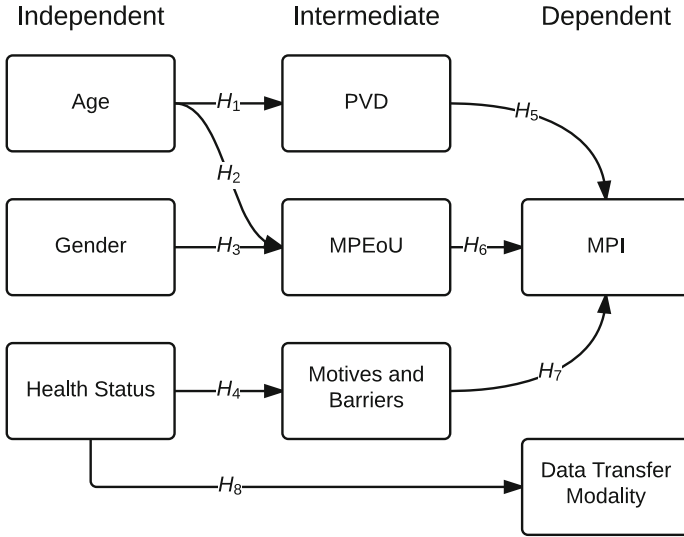 Independent
Intermediate
Dependent
Age
H1
PVD
H5
H2
Gender
H3
MPEoU
H6
MPI
Health Status
H4
Motives and
Barriers
H7
H8
Data Transfer
Modality